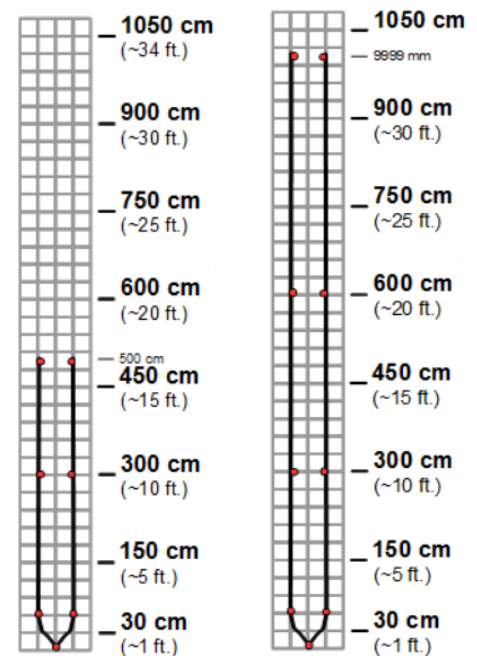 1050 cm
(~34 ft.)
900 cm
(~30 ft.)
750 cm
(~25 ft.)
600 cm
(~20 ft.)
500 cm
450 cm
(~15 ft.)
300 cm
(~10 ft.)
150 cm
(~5 ft.)
30 cm
(~1 ft.)
1050 cm
9999 mm
900 cm
(~30 ft.)
750 cm
(~25 ft.)
600 cm
(~20 ft.)
450 cm
(~15 ft.)
300 cm
(~10 ft.)
150 cm
(~5 ft.)
30 cm
(~1 ft.)